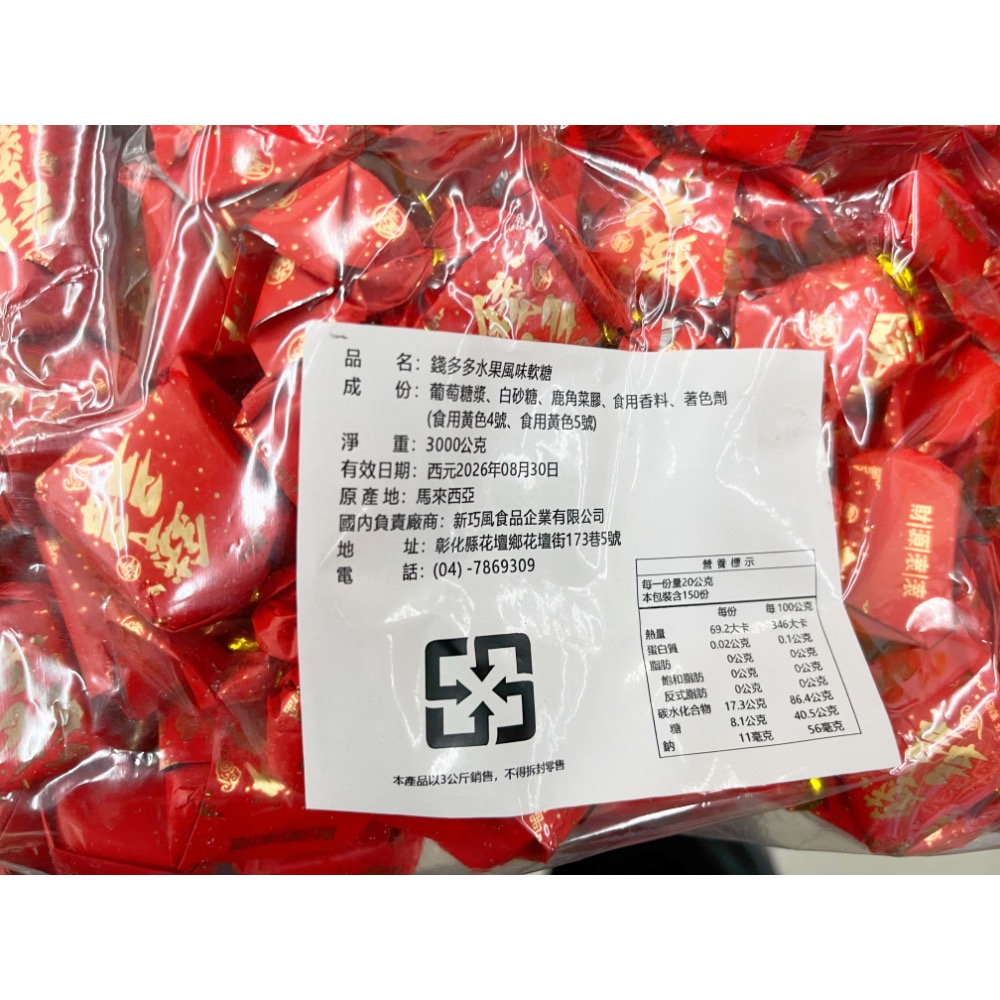 品　　名：錢多多水果風味軟糖
成　　份：葡萄糖漿、白砂糖、鹿角菜膠、食用香料、著色劑
(食用黃色4號、食用黃色5號)
淨　　重：3000公克
有效日期：西元2026年08月30日
原 產 地：馬來西亞
國內負責廠商：新巧風食品企業有限公司
地　　址：彰化縣花壇鄉花壇街173巷5號
電　　話：(04) -7869309
營 養 標 示
每一份量20公克
本包裝含150份
每份 每 100公克
熱量 69.2大卡 346大卡
蛋白質 0.02公克 0.1公克
脂肪 0公克 0公克
飽和脂肪 0公克 0公克
反式脂肪 0公克 0公克
碳水化合物 17.3公克 86.4公克
糖 8.1公克 40.5公克
鈉 11毫克 56毫克
本產品以3公斤銷售，不得拆封零售
財源滾滾